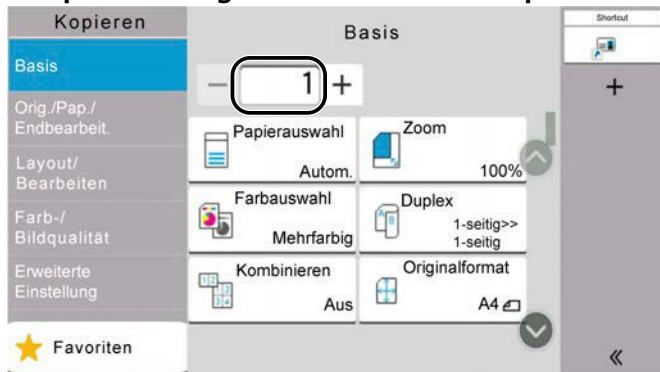 Kopieren
Basis
Orig./Pap./
Endbearbeit.
Layout/
Bearbeiten
Farb-/
Bildqualität
Erweiterte
Einstellung
Favoriten
Basis
− 1 +
Papierauswahl
Autom.
Zoom
100%
Farbauswahl
Mehrfarbig
Duplex
1-seitig>>
1-seitig
Kombinieren
Aus
Originalformat
A4
Shortcut
+
«